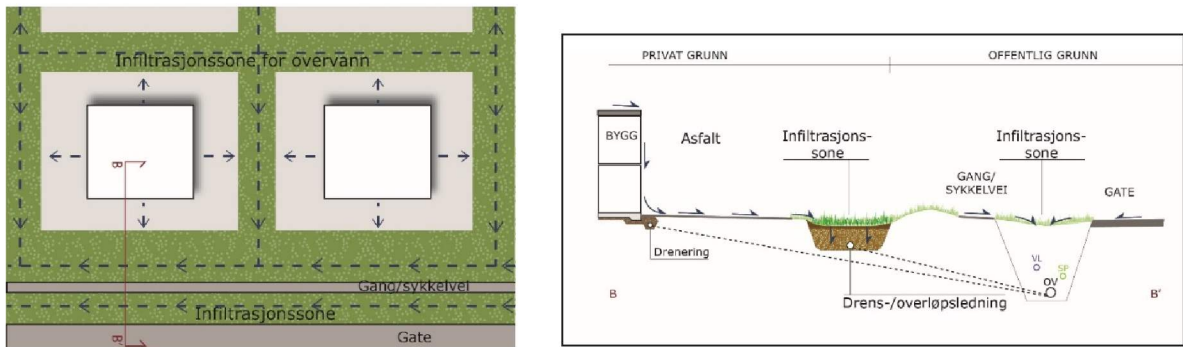 Infiltrasjonssone for overvann
B
Gang/sykkelvei
Infiltrasjonssone
B'
Gate
PRIVAT GRUNN
OFFENTLIG GRUNN
BYGG
Asfalt
Infiltrasjons-
sone
Infiltrasjons-
sone
GANG/
SYKKELVEI
GATE
Drenering
VL
SP
OV
B
Drens-/overløpsledning
B'